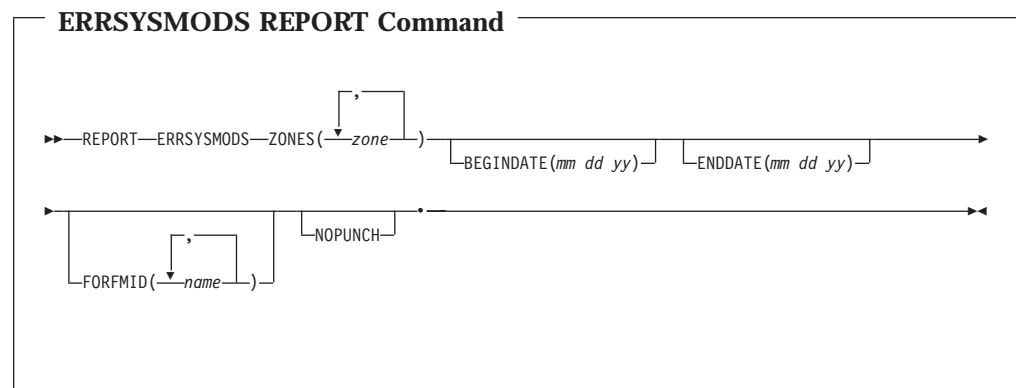 ERRSYSMODS REPORT Command
,
REPORT ERRSYSMODS ZONES( zone )
BEGINDATE(mm dd yy) ENDDATE(mm dd yy)
.
,
NOPUNCH
FORFMID( name )